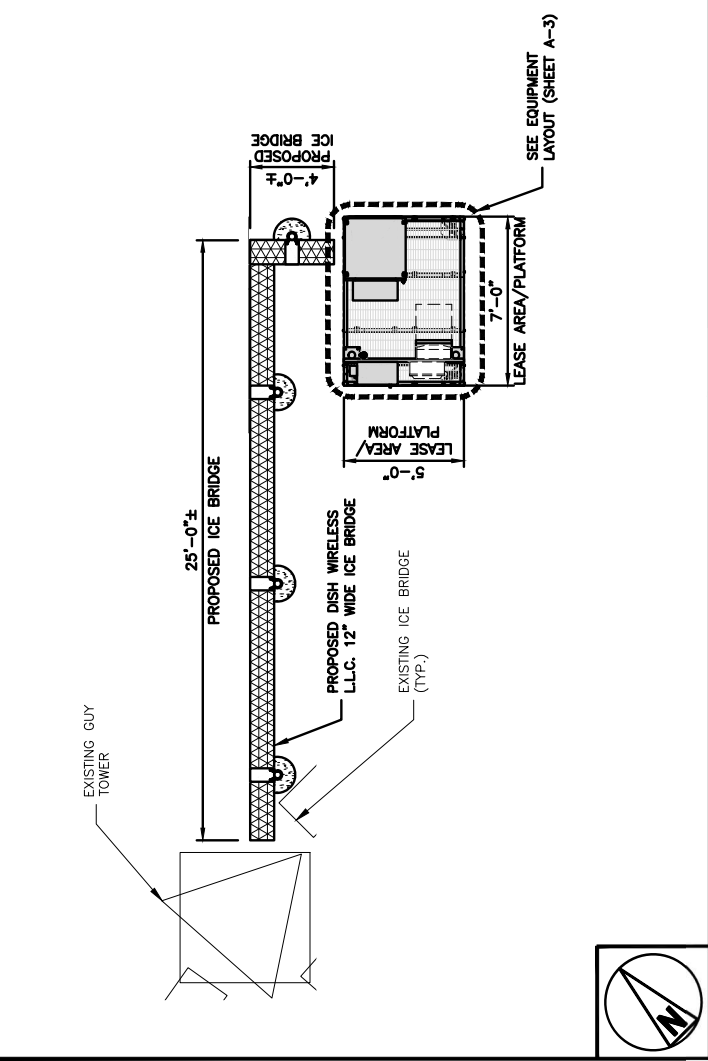 SEE EQUIPMENT
LAYOUT (SHEET A-3)
PROPOSED
ICE BRIDGE
4'-0"±
7'-0"
LEASE AREA/PLATFORM
LEASE AREA/
PLATFORM
5'-0"
25'-0"±
PROPOSED ICE BRIDGE
PROPOSED DISH WIRELESS
L.L.C. 12" WIDE ICE BRIDGE
EXISTING ICE BRIDGE
(TYP.)
EXISTING GUY
TOWER
N